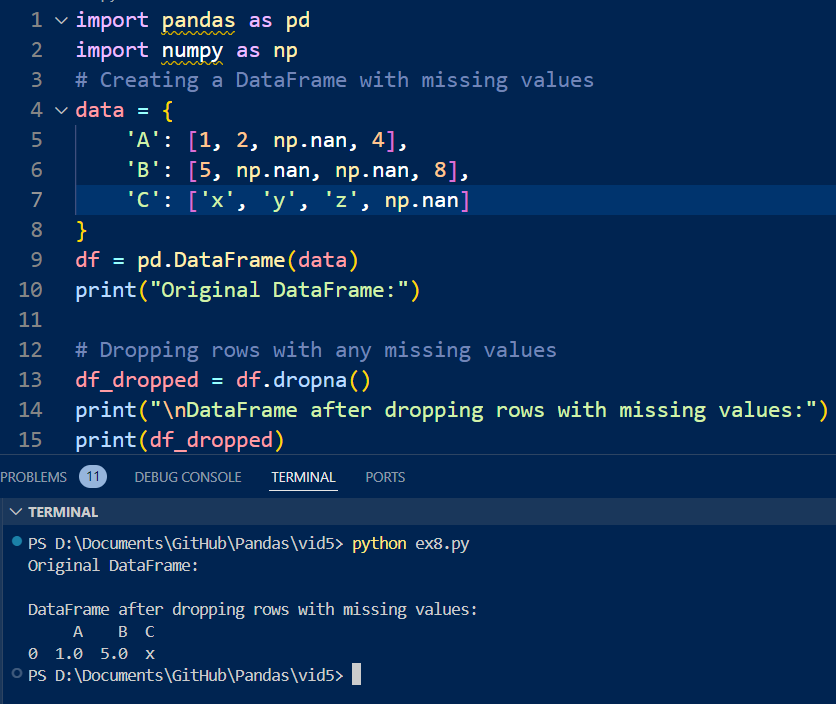 1 import pandas as pd
2 import numpy as np
3 # Creating a DataFrame with missing values
4 data = {
5     'A': [1, 2, np.nan, 4],
6     'B': [5, np.nan, np.nan, 8],
7     'C': ['x', 'y', 'z', np.nan]
8 }
9 df = pd.DataFrame(data)
10 print("Original DataFrame:")
11
12 # Dropping rows with any missing values
13 df_dropped = df.dropna()
14 print("\nDataFrame after dropping rows with missing values:")
15 print(df_dropped)
PROBLEMS 11 DEBUG CONSOLE TERMINAL PORTS
TERMINAL
PS D:\Documents\GitHub\Pandas\vid5> python ex8.py
Original DataFrame:

DataFrame after dropping rows with missing values:
     A    B  C
0  1.0  5.0  x
PS D:\Documents\GitHub\Pandas\vid5>